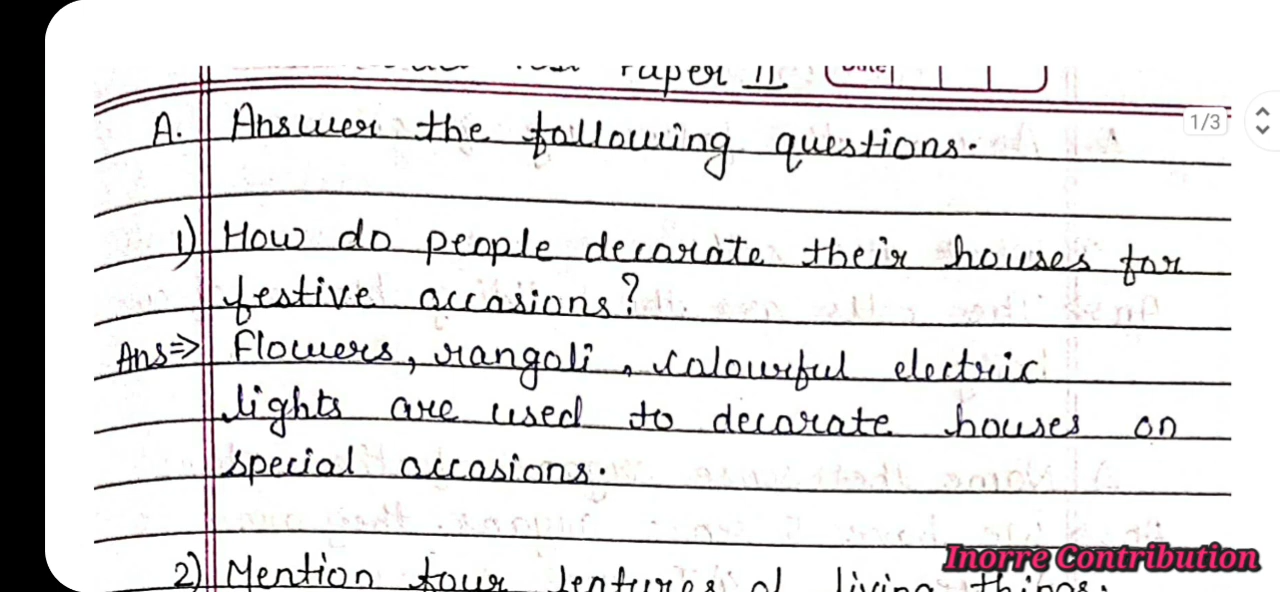 Paper II Date
A. Answer the following questions.
1/3
1) How do people decorate their houses for
festive occasions?
Ans⇒ Flowers, rangoli, colourful electric
lights are used to decorate houses on
special occasions.
2) Mention four features of living things.
Inorre Contribution